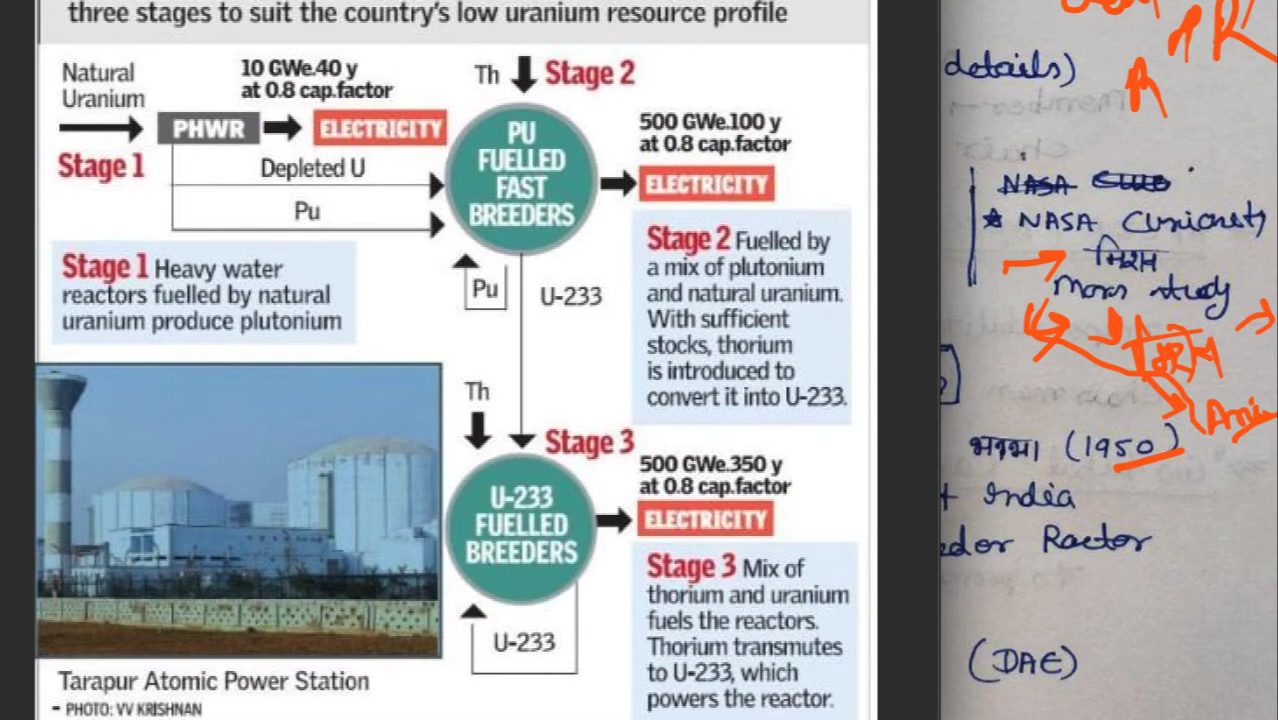 three stages to suit the country's low uranium resource profile
Natural
Uranium
10 GWe.40 y
at 0.8 cap.factor
PHWR
ELECTRICITY
Stage 1
Depleted U
Pu
Th
Stage 2
PU
FUELLED
FAST
BREEDERS
500 GWe.100 y
at 0.8 cap.factor
ELECTRICITY
Stage 1 Heavy water
reactors fuelled by natural
uranium produce plutonium
Pu
U-233
Stage 2 Fuelled by
a mix of plutonium
and natural uranium.
With sufficient
stocks, thorium
is introduced to
convert it into U-233.
Th
Stage 3
U-233
FUELLED
BREEDERS
500 GWe.350 y
at 0.8 cap.factor
ELECTRICITY
U-233
Stage 3 Mix of
thorium and uranium
fuels the reactors.
Thorium transmutes
to U-233, which
powers the reactor.
Tarapur Atomic Power Station
- PHOTO: VV KRISHNAN
details)
NASA
NASA
study
(1950)
India
Ractor
(DAE)